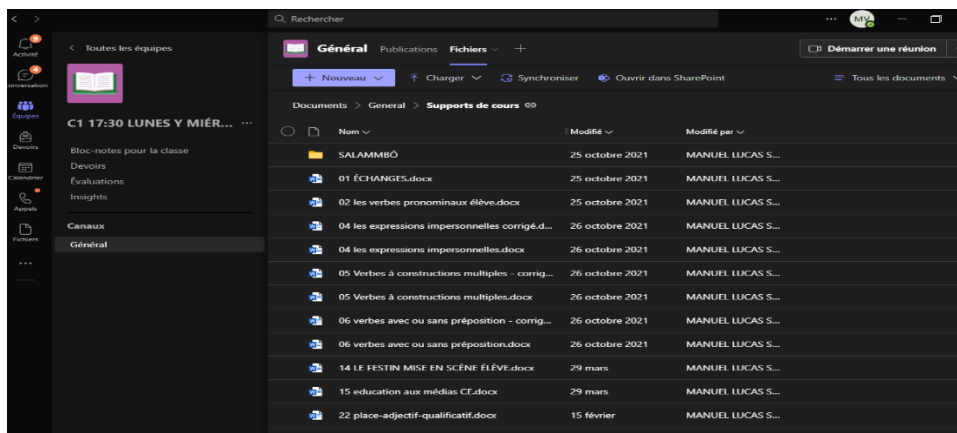 Rechercher
MV
9
Activité
4
onversation
Équipes
Devoirs
Calendrier
Appels
Fichiers
Toutes les équipes
C1 17:30 LUNES Y MIÉR...
Bloc-notes pour la classe
Devoirs
Évaluations
Insights
Canaux
Général
Général Publications Fichiers
Démarrer une réunion
Nouveau Charger Synchroniser Ouvrir dans SharePoint Tous les documents
Documents > General > Supports de cours
Nom Modifié Modifié par
SALAMMBÔ 25 octobre 2021 MANUEL LUCAS S...
01 ÉCHANGES.docx 25 octobre 2021 MANUEL LUCAS S...
02 les verbes pronominaux élève.docx 25 octobre 2021 MANUEL LUCAS S...
04 les expressions impersonnelles corrigé.d... 26 octobre 2021 MANUEL LUCAS S...
04 les expressions impersonnelles.docx 26 octobre 2021 MANUEL LUCAS S...
05 Verbes à constructions multiples - corrig... 26 octobre 2021 MANUEL LUCAS S...
05 Verbes à constructions multiples.docx 26 octobre 2021 MANUEL LUCAS S...
06 verbes avec ou sans préposition - corrig... 26 octobre 2021 MANUEL LUCAS S...
06 verbes avec ou sans préposition.docx 26 octobre 2021 MANUEL LUCAS S...
14 LE FESTIN MISE EN SCÈNE ÉLÈVE.docx 29 mars MANUEL LUCAS S...
15 education aux médias CE.docx 29 mars MANUEL LUCAS S...
22 place-adjectif-qualificatif.docx 15 février MANUEL LUCAS S...